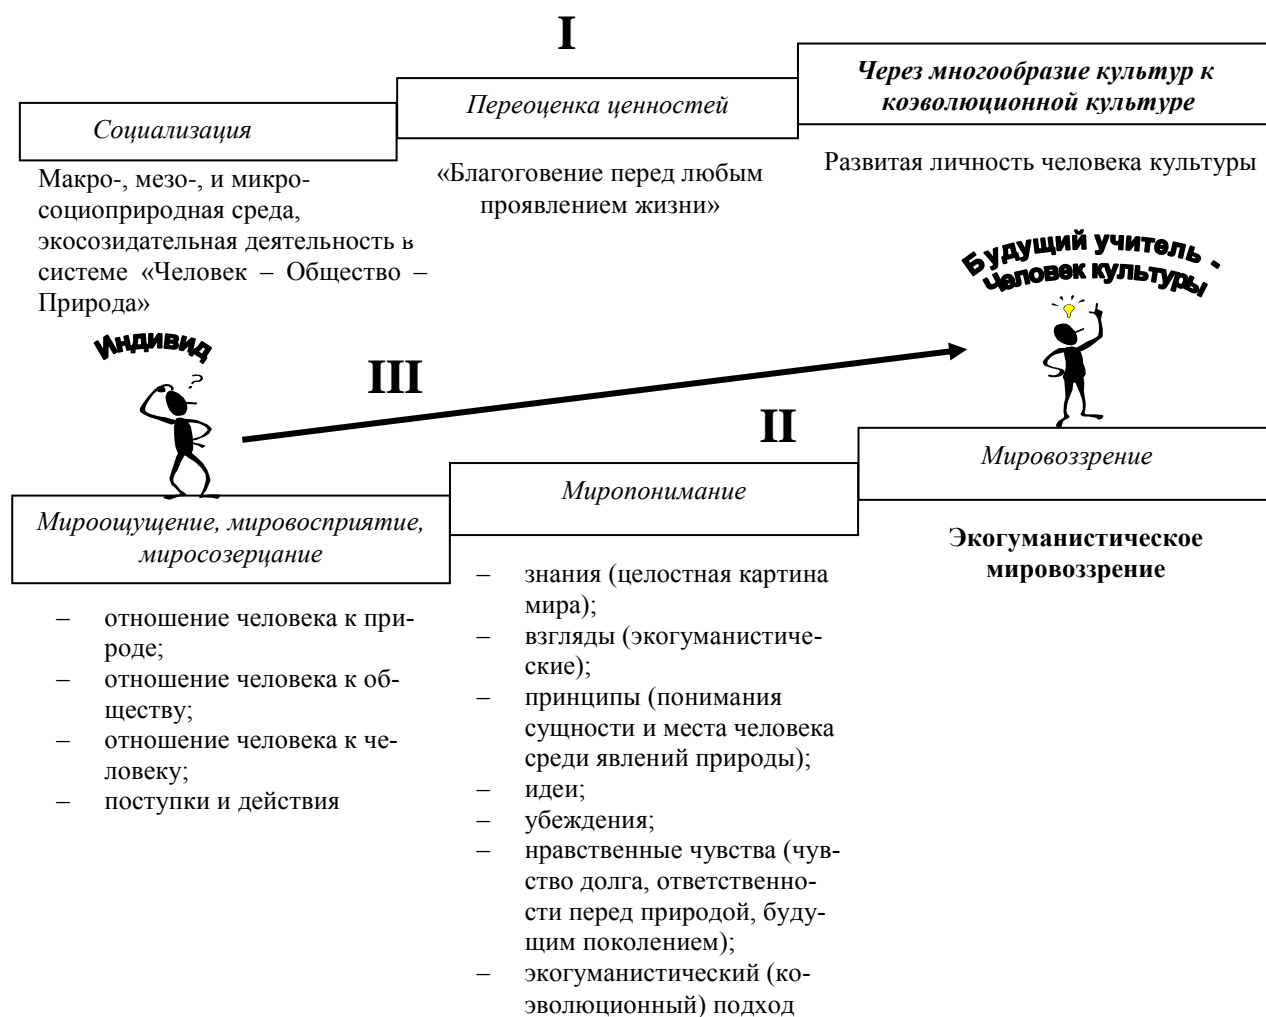 I
Социализация
Переоценка ценностей
Через многообразие культур к
коэволюционной культуре
Макро-, мезо-, и микро-
социоприродная среда,
экосозидательная деятельность в
системе «Человек – Общество –
Природа»
«Благоговение перед любым
проявлением жизни»
Развитая личность человека культуры
Индивид
?
III
Будущий учитель -
Человек культуры
II
Мироощущение, мировосприятие,
миросозерцание
Миропонимание
Мировоззрение
– отношение человека к при-
роде;
– отношение человека к об-
ществу;
– отношение человека к че-
ловеку;
– поступки и действия
– знания (целостная картина
мира);
– взгляды (экогуманистиче-
ские);
– принципы (понимания
сущности и места человека
среди явлений природы);
– идеи;
– убеждения;
– нравственные чувства (чув-
ство долга, ответственно-
сти перед природой, буду-
щим поколением);
– экогуманистический (ко-
эволюционный) подход
Экогуманистическое
мировоззрение